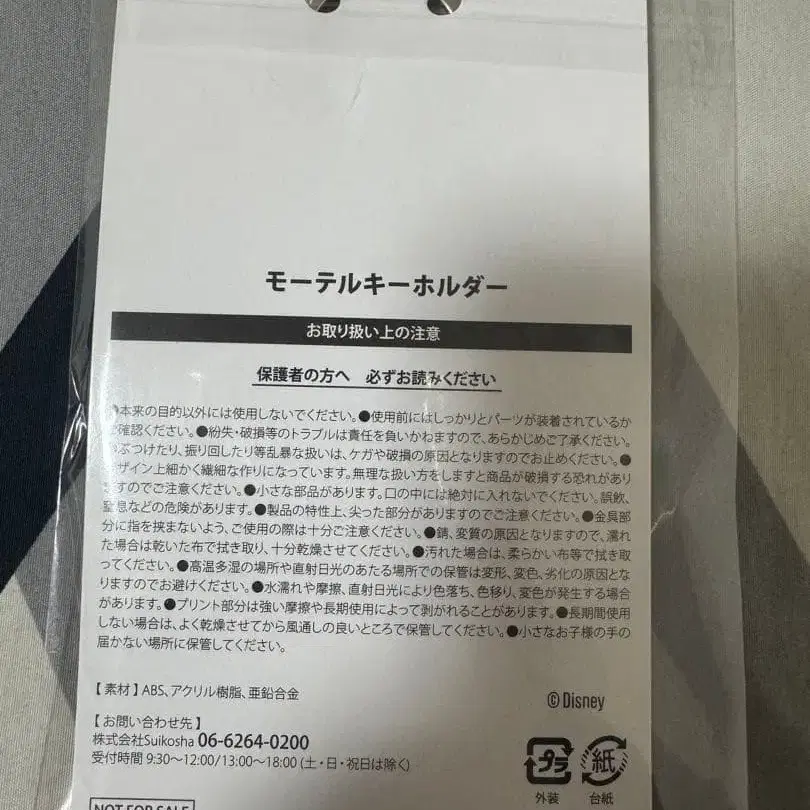 モーテルキーホルダー
お取り扱い上の注意
保護者の方へ 必ずお読みください
●本来の目的以外には使用しないでください。●使用前にはしっかりとパーツが装着されているか
ご確認ください。●紛失・破損等のトラブルは責任を負いかねますので、あらかじめご了承ください。
ぶつけたり、振り回したり等乱暴な扱いは、ケガや破損の原因となりますのでお止めください。●
デザイン上細かく繊細な作りになっています。無理な扱い方をしますと商品が破損する恐れがあり
ますのでご注意ください。●小さな部品があります。口の中には絶対に入れないでください。誤飲、
窒息などの危険があります。●製品の特性上、尖った部分がありますのでご注意ください。●金具部
分に指を挟まないよう、ご使用の際は十分ご注意ください。●錆、変質の原因となりますので、濡れ
た場合は乾いた布で拭き取り、十分乾燥させてください。●汚れた場合は、柔らかい布等で拭き取
ってください。●高温多湿の場所や直射日光のあたる場所での保管は変形、変色、劣化の原因とな
りますのでお避けください。●水濡れや摩擦、直射日光により色落ち、色移り、変色が発生する場合
があります。●プリント部分は強い摩擦や長期使用によって剥がれることがあります。●長期間使用
しない場合は、よく乾燥させてから風通しの良いところで保管してください。●小さなお子様の手の
届かない場所に保管してください。
【素材】ABS、アクリル樹脂、亜鉛合金
©Disney
【お問い合わせ先】
株式会社Suikosha 06-6264-0200
受付時間 9:30〜12:00/13:00〜18:00 (土・日・祝日は除く)
プラ 紙
外装 台紙
NOT FOR SALE